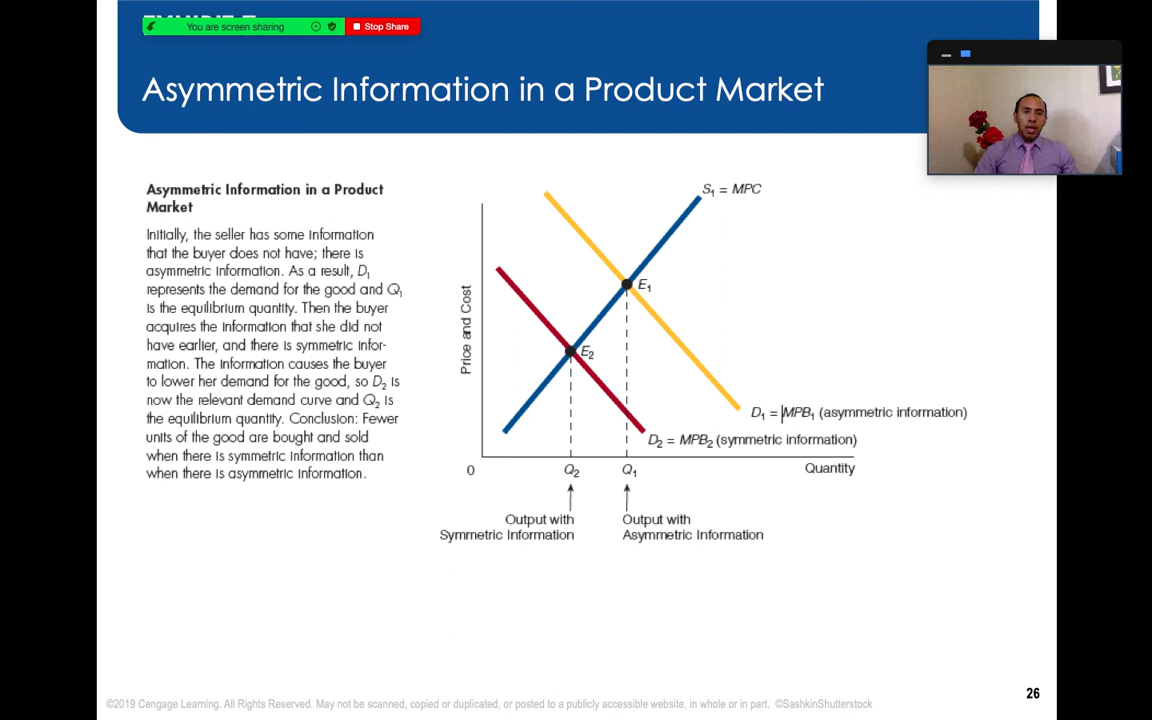 You are screen sharing
Stop Share
Asymmetric Information in a Product Market
Asymmetric Information in a Product
Market
Initially, the seller has some information
that the buyer does not have; there is
asymmetric information. As a result, D1
represents the demand for the good and Q1
is the equilibrium quantity. Then the buyer
acquires the information that she did not
have earlier, and there is symmetric infor-
mation. The information causes the buyer
to lower her demand for the good, so D2 is
now the relevant demand curve and Q2 is
the equilibrium quantity. Conclusion: Fewer
units of the good are bought and sold
when there is symmetric information than
when there is asymmetric information.
S1 = MPC
E1
Price and Cost
E2
D1 = MPB1 (asymmetric information)
D2 = MPB2 (symmetric information)
0
Q2
Q1
Quantity
Output with
Symmetric Information
Output with
Asymmetric Information
26
©2019 Cengage Learning. All Rights Reserved. May not be scanned, copied or duplicated, or posted to a publicly accessible website, in whole or in part. ©SashkinShutterstock